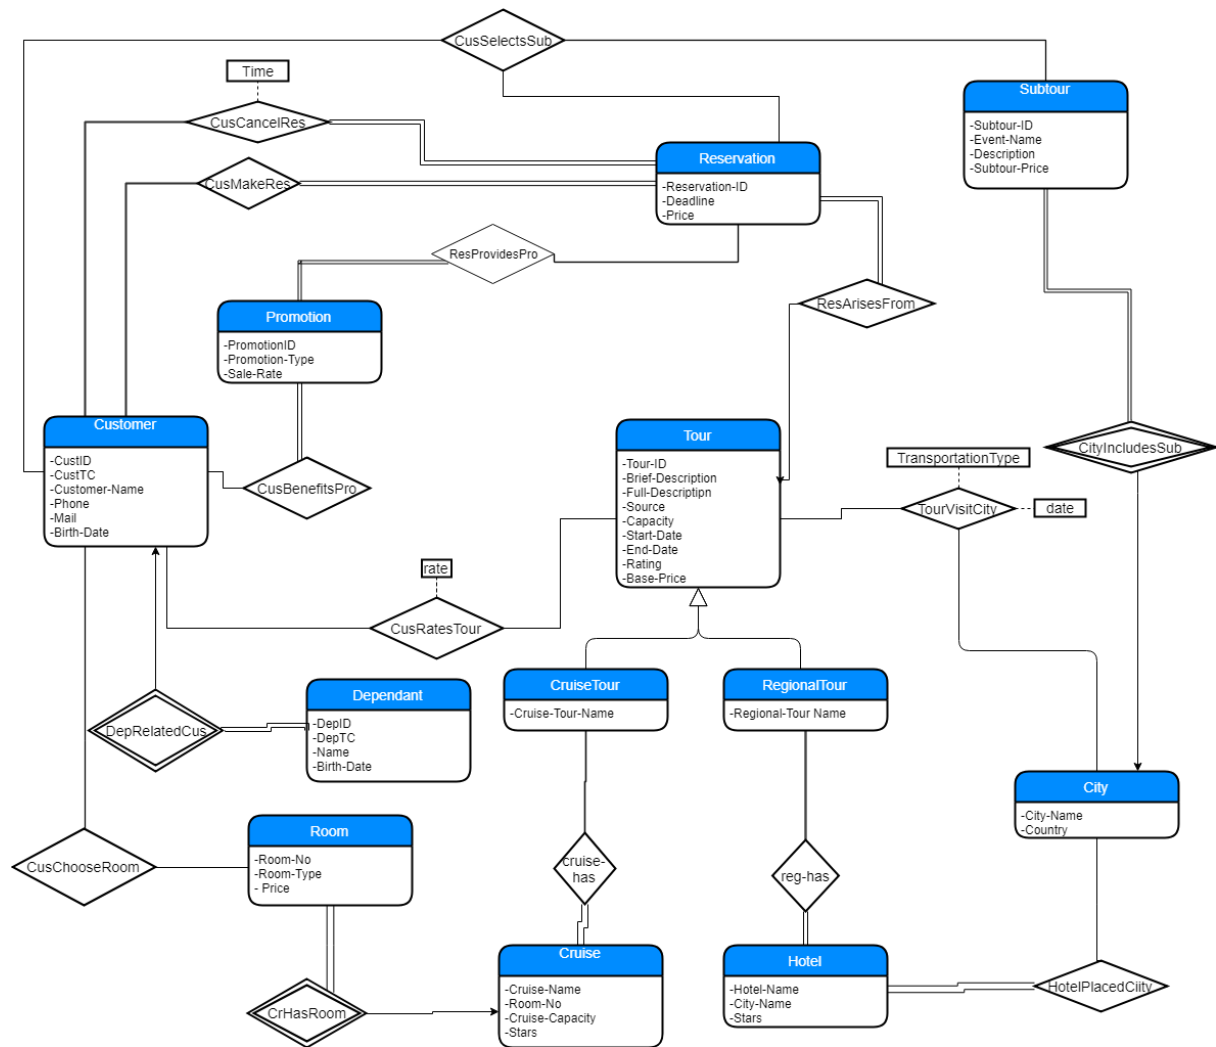 CusSelectsSub
Time
CusCancelRes
Subtour
-Subtour-ID
-Event-Name
-Description
-Subtour-Price
Reservation
-Reservation-ID
-Deadline
-Price
CusMakeRes
ResProvidesPro
ResArisesFrom
Promotion
-PromotionID
-Promotion-Type
-Sale-Rate
Customer
-CustID
-CustTC
-Customer-Name
-Phone
-Mail
-Birth-Date
CusBenefitsPro
Tour
-Tour-ID
-Brief-Description
-Full-Descriptipn
-Source
-Capacity
-Start-Date
-End-Date
-Rating
-Base-Price
TransportationType
TourVisitCity
date
CityIncludesSub
rate
CusRatesTour
CruiseTour
-Cruise-Tour-Name
RegionalTour
-Regional-Tour Name
DepRelatedCus
Dependant
-DepID
-DepTC
-Name
-Birth-Date
City
-City-Name
-Country
CusChooseRoom
Room
-Room-No
-Room-Type
- Price
cruise-
has
reg-has
CrHasRoom
Cruise
-Cruise-Name
-Room-No
-Cruise-Capacity
-Stars
Hotel
-Hotel-Name
-City-Name
-Stars
HotelPlacedCiity